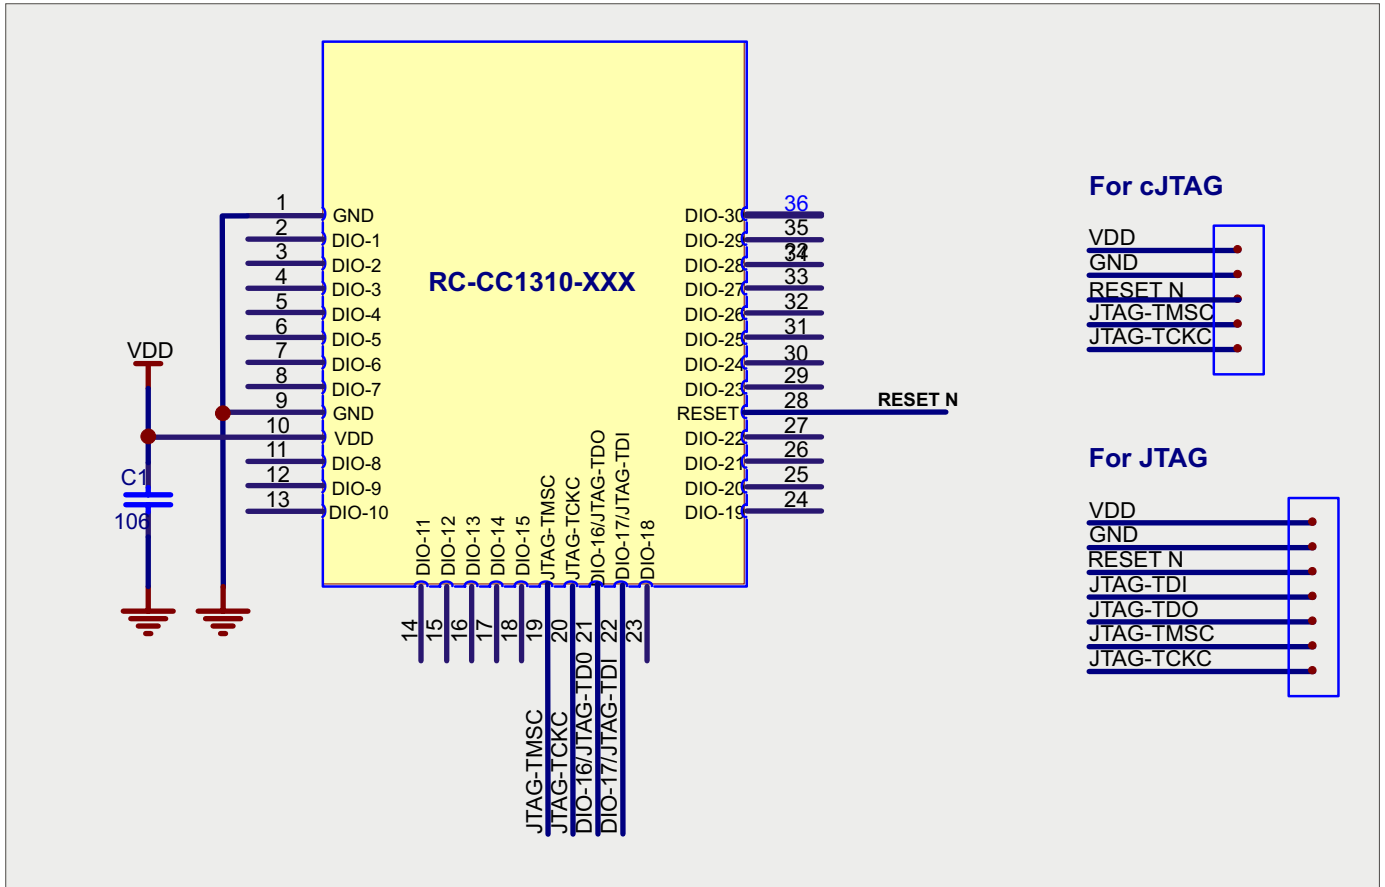 RC-CC1310-XXX
1 GND
2 DIO-1
3 DIO-2
4 DIO-3
5 DIO-4
6 DIO-5
7 DIO-6
8 DIO-7
9 GND
10 VDD
11 DIO-8
12 DIO-9
13 DIO-10
VDD
C1
106
DIO-11
DIO-12
DIO-13
DIO-14
DIO-15
JTAG-TMSC
JTAG-TCKC
DIO-16/JTAG-TDO
DIO-17/JTAG-TDI
DIO-18
14
15
16
17
18
19
20
21
22
23
JTAG-TMSC
JTAG-TCKC
DIO-16/JTAG-TD0
DIO-17/JTAG-TDI
DIO-30 36
DIO-29 35
DIO-28 34
DIO-27 33
DIO-26 32
DIO-25 31
DIO-24 30
DIO-23 29
RESET 28 RESET N
DIO-22 27
DIO-21 26
DIO-20 25
DIO-19 24
For cJTAG
VDD
GND
RESET N
JTAG-TMSC
JTAG-TCKC
For JTAG
VDD
GND
RESET N
JTAG-TDI
JTAG-TDO
JTAG-TMSC
JTAG-TCKC